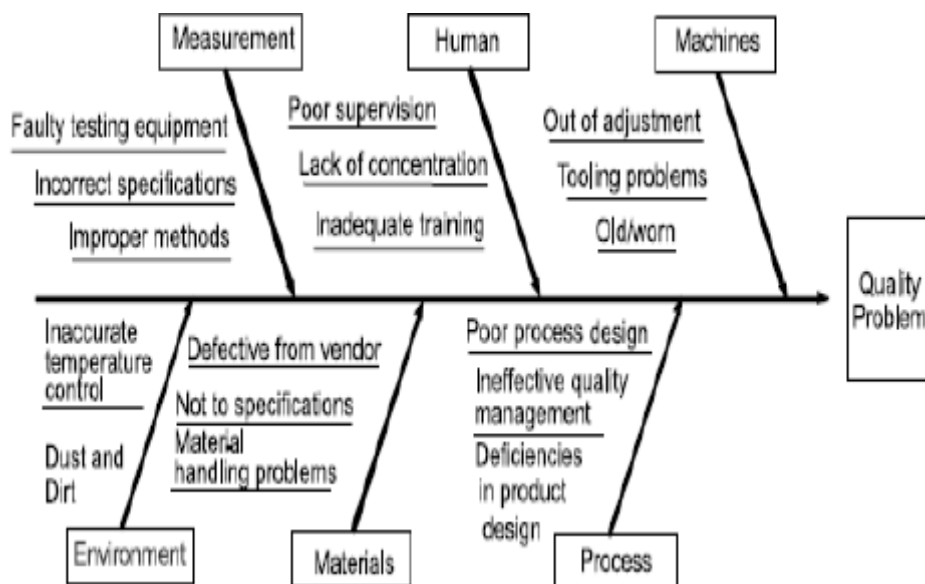 Measurement
Human
Machines
Faulty testing equipment
Incorrect specifications
Improper methods
Poor supervision
Lack of concentration
Inadequate training
Out of adjustment
Tooling problems
Old/worn
Quality
Problem
Inaccurate
temperature
control
Dust and
Dirt
Defective from vendor
Not to specifications
Material
handling problems
Poor process design
Ineffective quality
management
Deficiencies
in product
design
Environment
Materials
Process